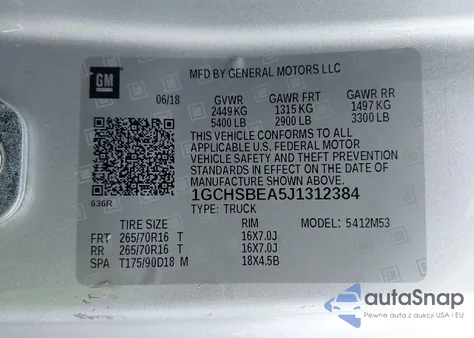 GM
MFD BY GENERAL MOTORS LLC
06/18 GVWR GAWR FRT GAWR RR
2449 KG 1315 KG 1497 KG
5400 LB 2900 LB 3300 LB
THIS VEHICLE CONFORMS TO ALL
APPLICABLE U.S. FEDERAL MOTOR
VEHICLE SAFETY AND THEFT PREVENTION
STANDARDS IN EFFECT ON THE DATE
OF MANUFACTURE SHOWN ABOVE.
1GCHSBEA5J1312384
636R
TYPE: TRUCK
TIRE SIZE RIM MODEL: 5412M53
FRT 265/70R16 T 16X7.0J
RR 265/70R16 T 16X7.0J
SPA T175/90D18 M 18X4.5B
autaSnap
Pewne auta z aukcji USA i EU